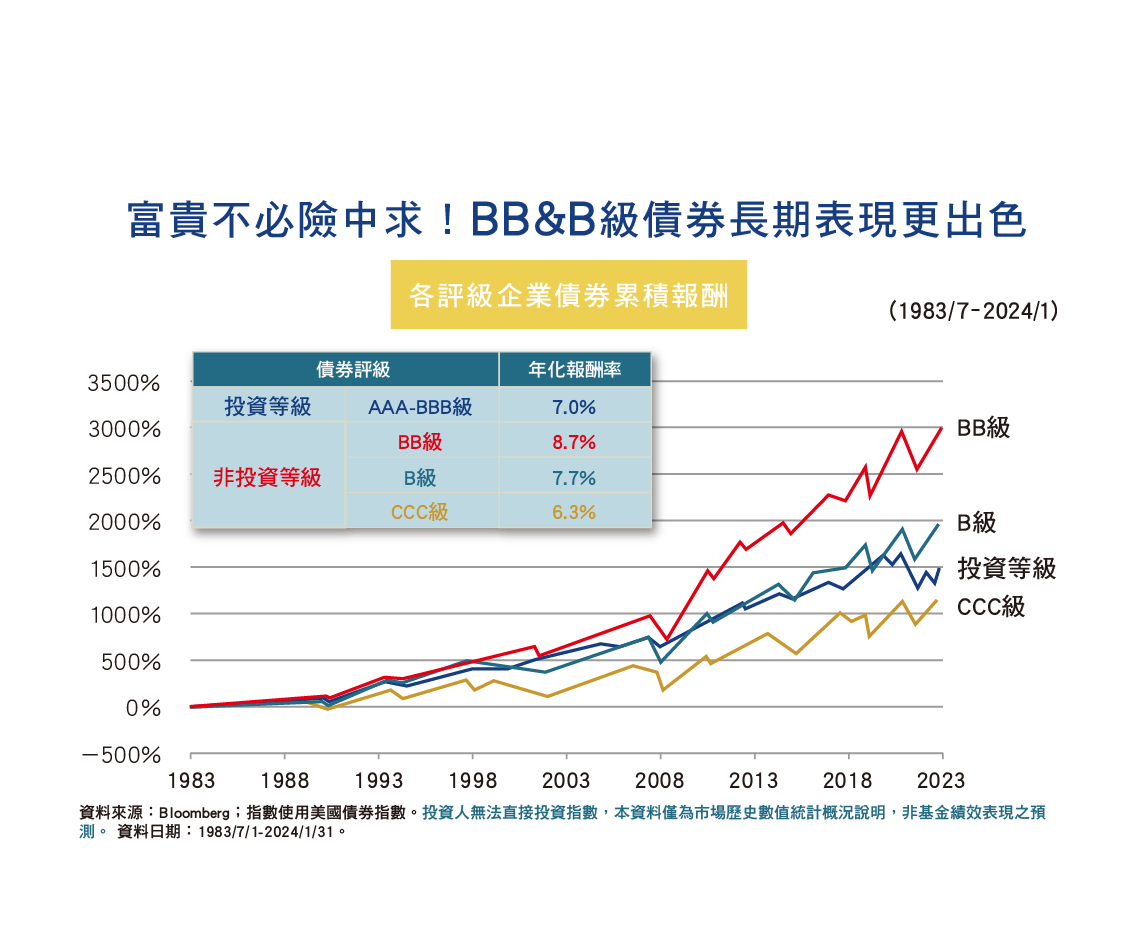 富貴不必險中求！BB&B級債券長期表現更出色
各評級企業債券累積報酬
(1983/7-2024/1)
債券評級 年化報酬率
投資等級 AAA-BBB級 7.0%
非投資等級 BB級 8.7%
B級 7.7%
CCC級 6.3%
3500%
3000%
2500%
2000%
1500%
1000%
500%
0%
－500%
BB級
B級
投資等級
CCC級
1983 1988 1993 1998 2003 2008 2013 2018 2023
資料來源：Bloomberg；指數使用美國債券指數。投資人無法直接投資指數，本資料僅為市場歷史數值統計概況說明，非基金績效表現之預
測。 資料日期：1983/7/1-2024/1/31。